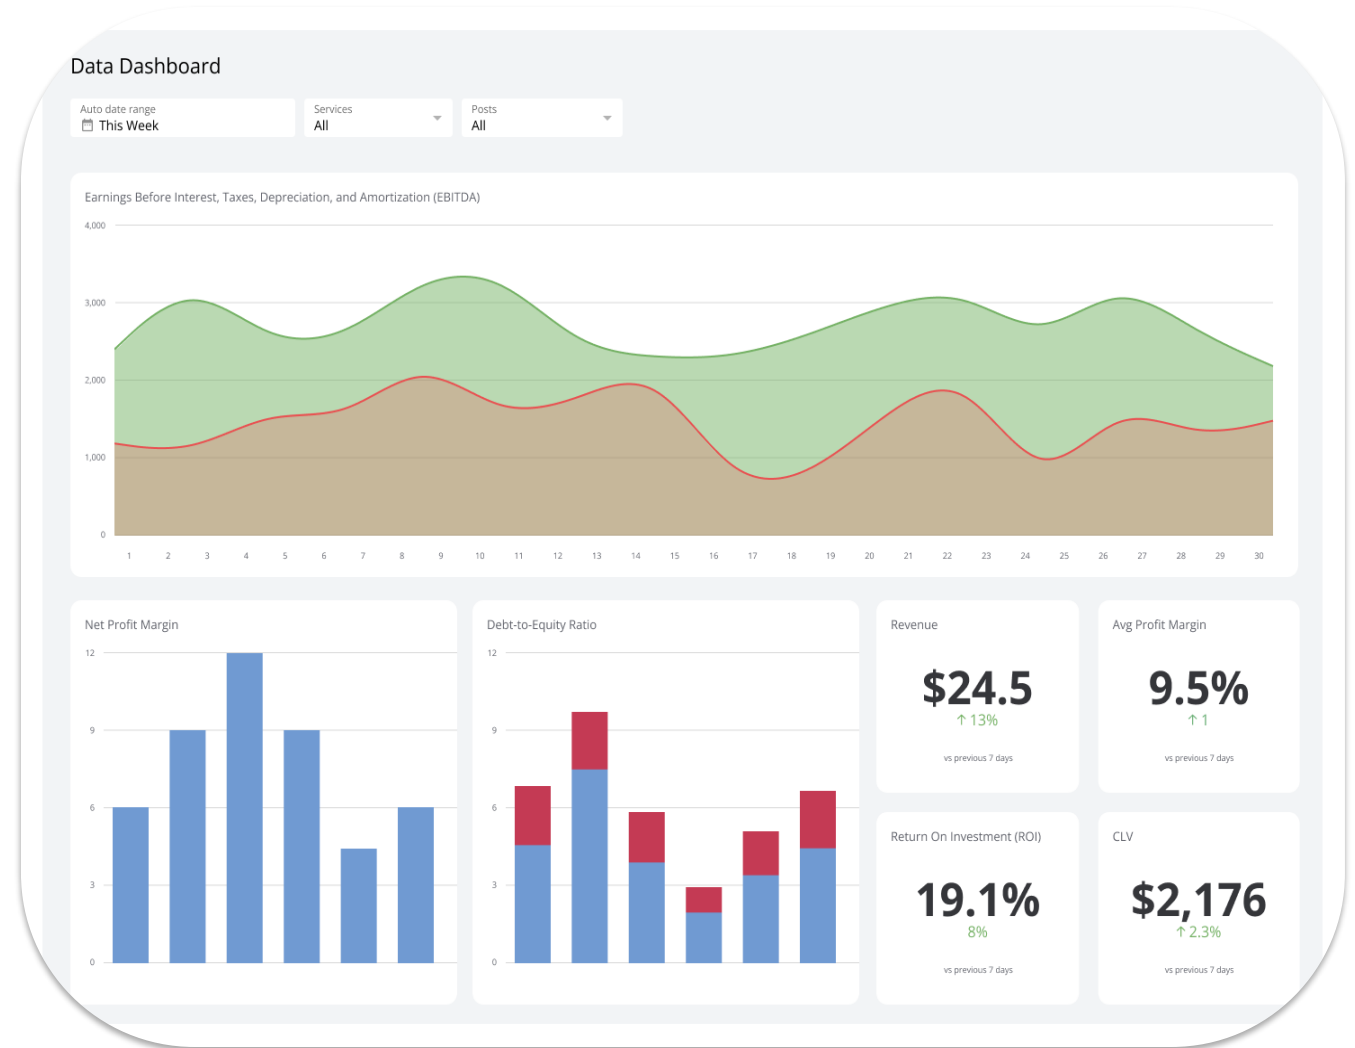 Data Dashboard
Auto date range
This Week
Services
All
Posts
All
Earnings Before Interest, Taxes, Depreciation, and Amortization (EBITDA)
4,000
3,000
2,000
1,000
0
1 2 3 4 5 6 7 8 9 10 11 12 13 14 15 16 17 18 19 20 21 22 23 24 25 26 27 28 29 30
Net Profit Margin
12
9
6
3
0
Debt-to-Equity Ratio
12
9
6
3
0
Revenue
$24.5
↑ 13%
vs previous 7 days
Avg Profit Margin
9.5%
↑ 1
vs previous 7 days
Return On Investment (ROI)
19.1%
8%
vs previous 7 days
CLV
$2,176
↑ 2.3%
vs previous 7 days